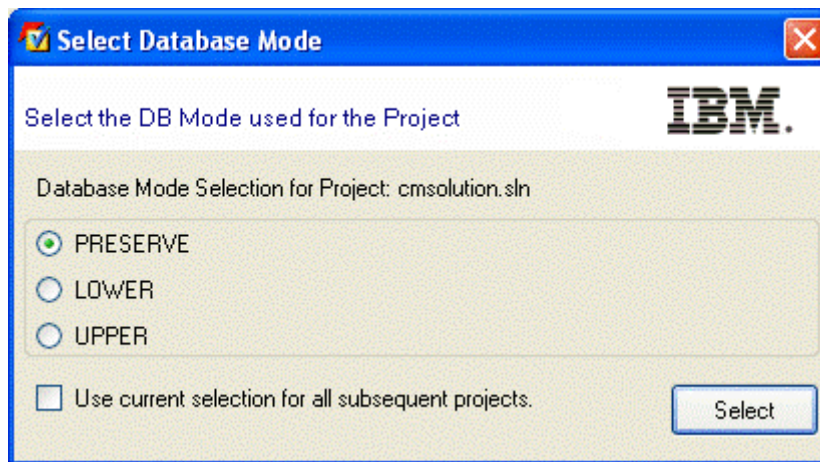 Select Database Mode
Select the DB Mode used for the Project
IBM.
Database Mode Selection for Project: cmsolution.sln
PRESERVE
LOWER
UPPER
Use current selection for all subsequent projects.
Select